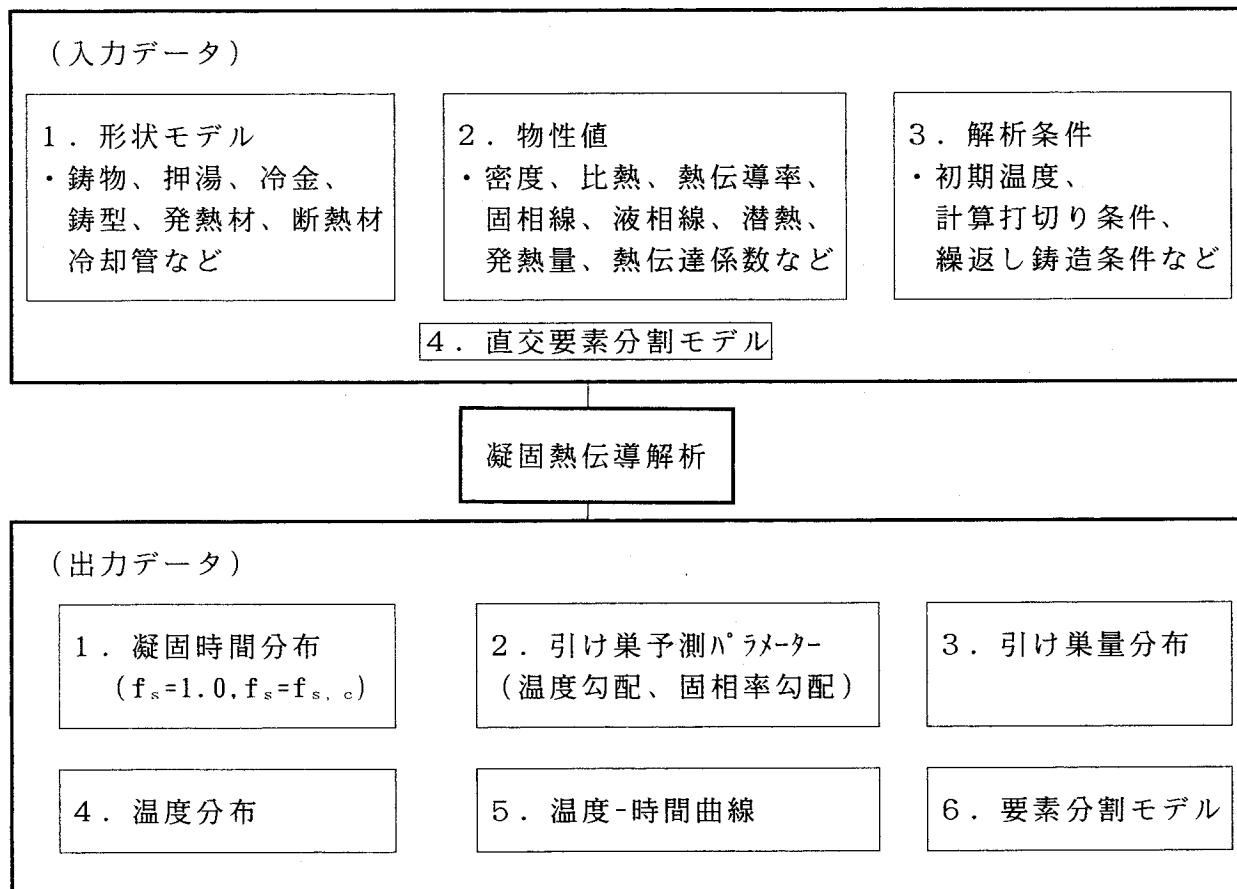 (入力データ)
1．形状モデル
・鋳物、押湯、冷金、
鋳型、発熱材、断熱材
冷却管など
2．物性値
・密度、比熱、熱伝導率、
固相線、液相線、潜熱、
発熱量、熱伝達係数など
3．解析条件
・初期温度、
計算打切り条件、
繰返し鋳造条件など
4．直交要素分割モデル
凝固熱伝導解析
(出力データ)
1．凝固時間分布
(fs=1.0,fs=fs,c)
2．引け巣予測ﾊﾟﾗﾒｰﾀｰ
(温度勾配、固相率勾配)
3．引け巣量分布
4．温度分布
5．温度-時間曲線
6．要素分割モデル